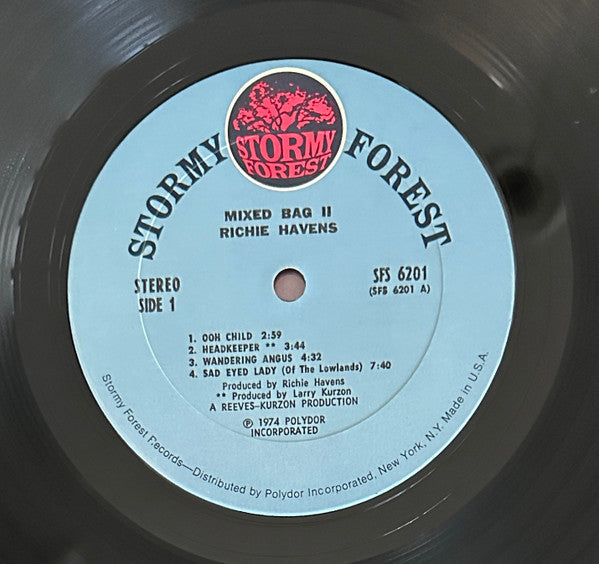 STORMY
FOREST
STORMY FOREST
MIXED BAG II
RICHIE HAVENS
STEREO
SIDE 1
SFS 6201
(SFS 6201 A)
1. OOH CHILD 2:59
2. HEADKEEPER ** 3:44
3. WANDERING ANGUS 4:32
4. SAD EYED LADY (Of The Lowlands) 7:40
Produced by Richie Havens
** Produced by Larry Kurzon
A REEVES-KURZON PRODUCTION
℗ 1974 POLYDOR
INCORPORATED
Stormy Forest Records—Distributed by Polydor Incorporated, New York, N.Y. Made in U.S.A.